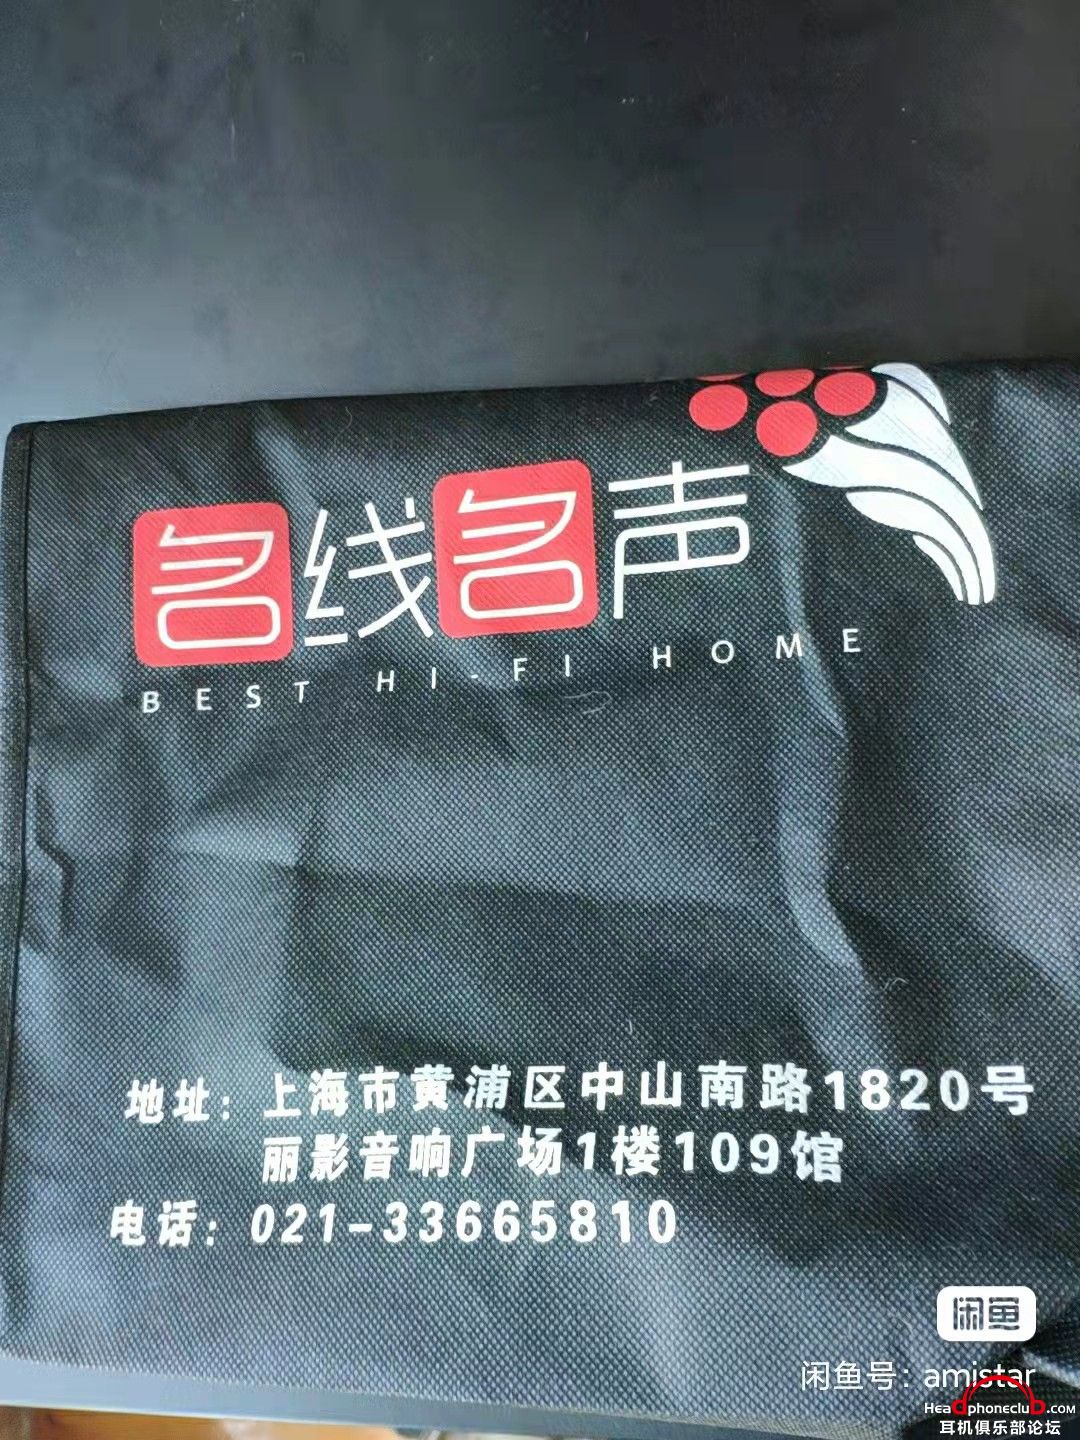 名线名声
BEST HI-FI HOME
地址：上海市黄浦区中山南路1820号
丽影音响广场1楼109馆
电话：021-33665810
闲鱼
闲鱼号：amistar
Headphoneclub.com
耳机俱乐部论坛